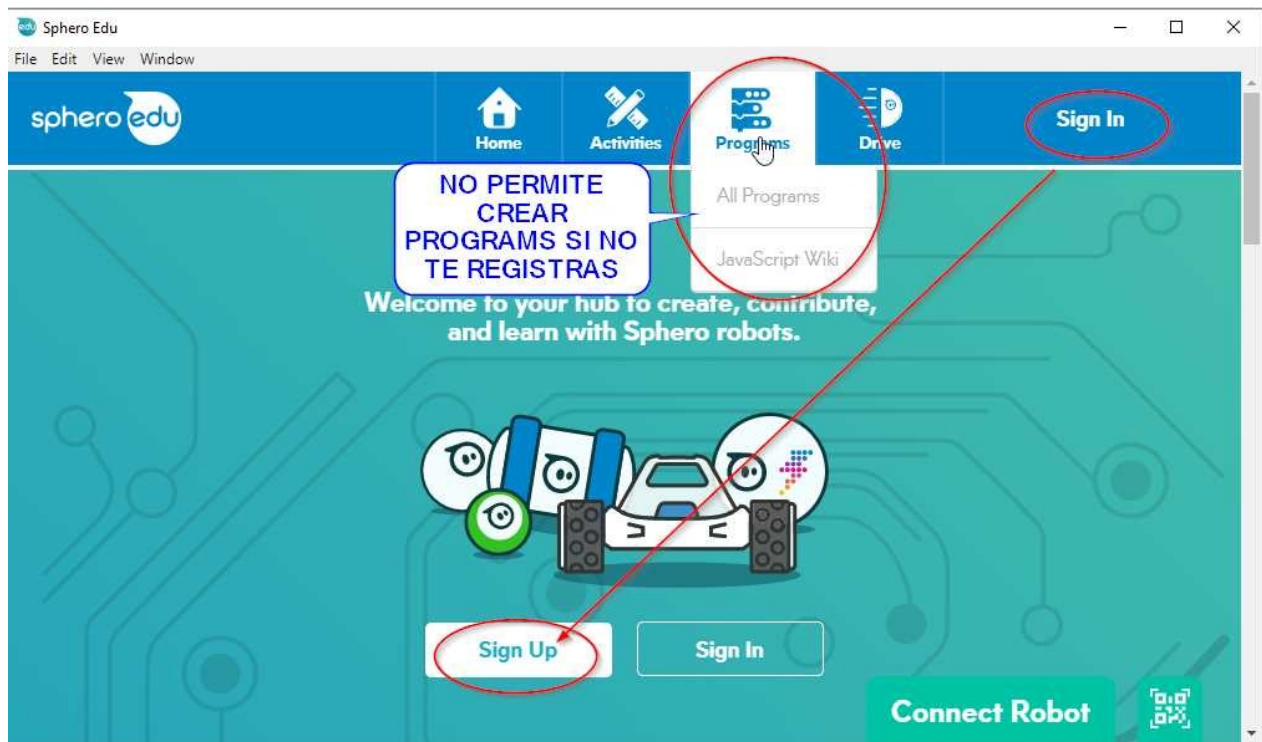 Sphero Edu
File Edit View Window
sphero edu
Home Activities Programs Drive Sign In
NO PERMITE
CREAR
PROGRAMS SI NO
TE REGISTRAS
All Programs
JavaScript Wiki
Welcome to your hub to create, contribute,
and learn with Sphero robots.
Sign Up Sign In
Connect Robot